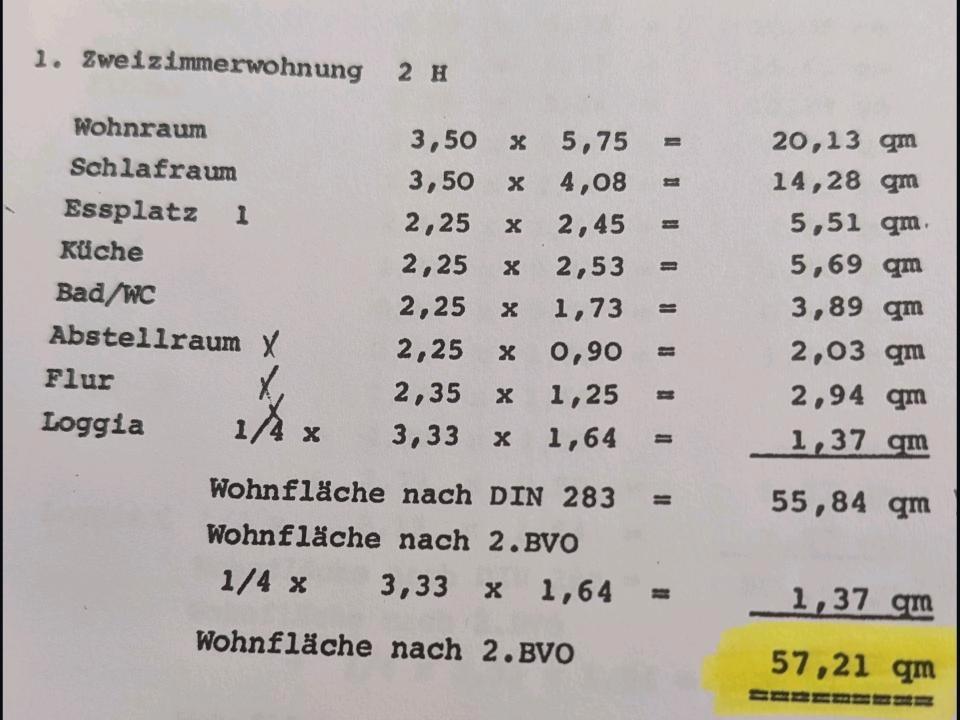 1. Zweizimmerwohnung 2 H
Wohnraum 3,50 x 5,75 = 20,13 qm
Schlafraum 3,50 x 4,08 = 14,28 qm
Essplatz 1 2,25 x 2,45 = 5,51 qm.
Küche 2,25 x 2,53 = 5,69 qm
Bad/WC 2,25 x 1,73 = 3,89 qm
Abstellraum X 2,25 x 0,90 = 2,03 qm
Flur X 2,35 x 1,25 = 2,94 qm
Loggia 1/4 x 3,33 x 1,64 = 1,37 qm
Wohnfläche nach DIN 283 = 55,84 qm
Wohnfläche nach 2.BVO
1/4 x 3,33 x 1,64 = 1,37 qm
Wohnfläche nach 2.BVO 57,21 qm
=========